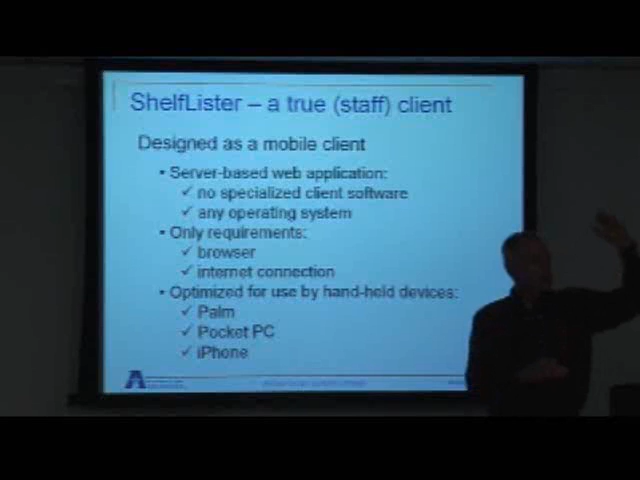 ShelfLister – a true (staff) client
Designed as a mobile client
• Server-based web application:
✓ no specialized client software
✓ any operating system
• Only requirements:
✓ browser
✓ internet connection
• Optimized for use by hand-held devices:
✓ Palm
✓ Pocket PC
✓ iPhone